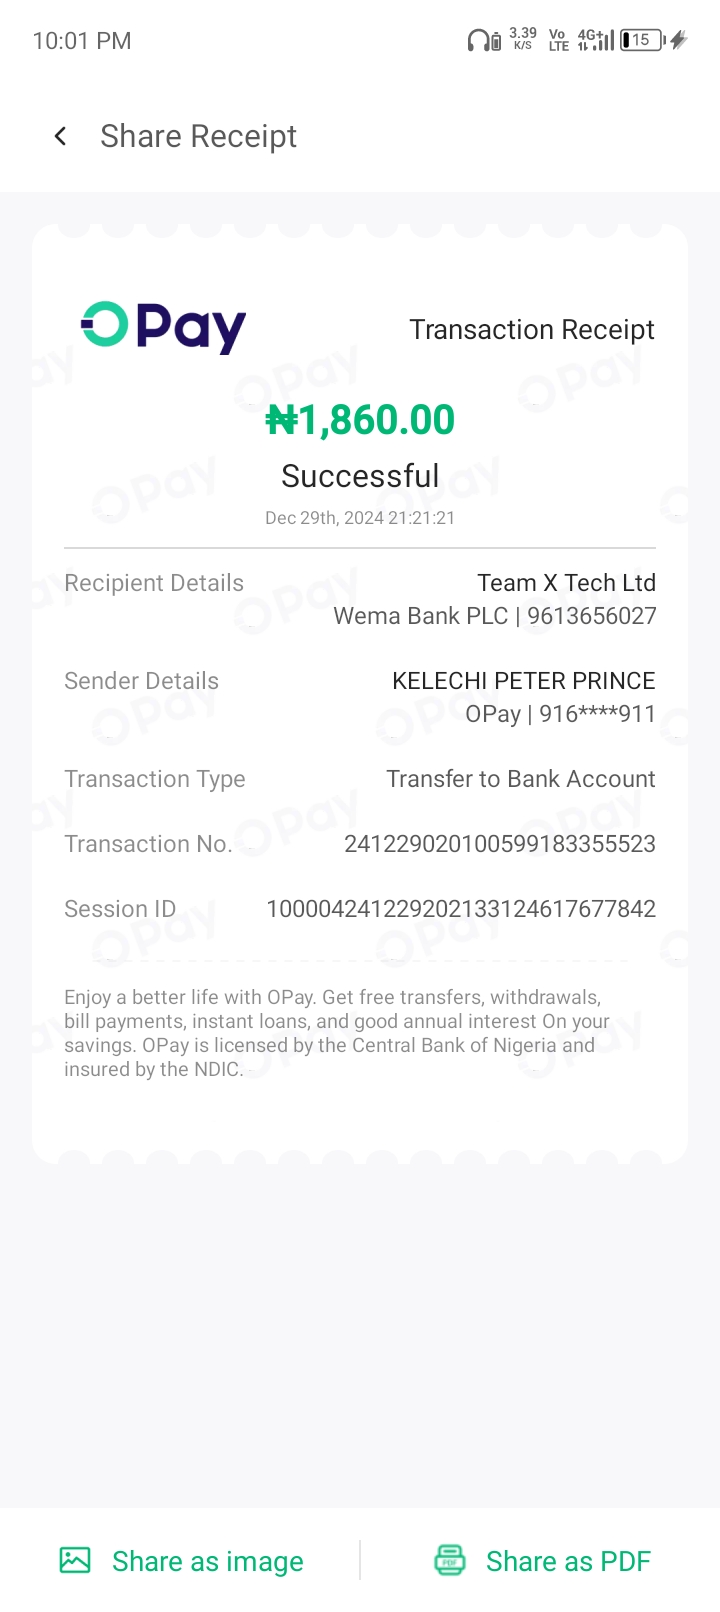 10:01 PM
3.39 K/S Vo LTE 4G+ 15
Share Receipt
OPay
Transaction Receipt
₦1,860.00
Successful
Dec 29th, 2024 21:21:21
Recipient Details
Team X Tech Ltd
Wema Bank PLC | 9613656027
Sender Details
KELECHI PETER PRINCE
OPay | 916****911
Transaction Type
Transfer to Bank Account
Transaction No.
241229020100599183355523
Session ID
100004241229202133124617677842
Enjoy a better life with OPay. Get free transfers, withdrawals,
bill payments, instant loans, and good annual interest On your
savings. OPay is licensed by the Central Bank of Nigeria and
insured by the NDIC.
Share as image
PDF
Share as PDF